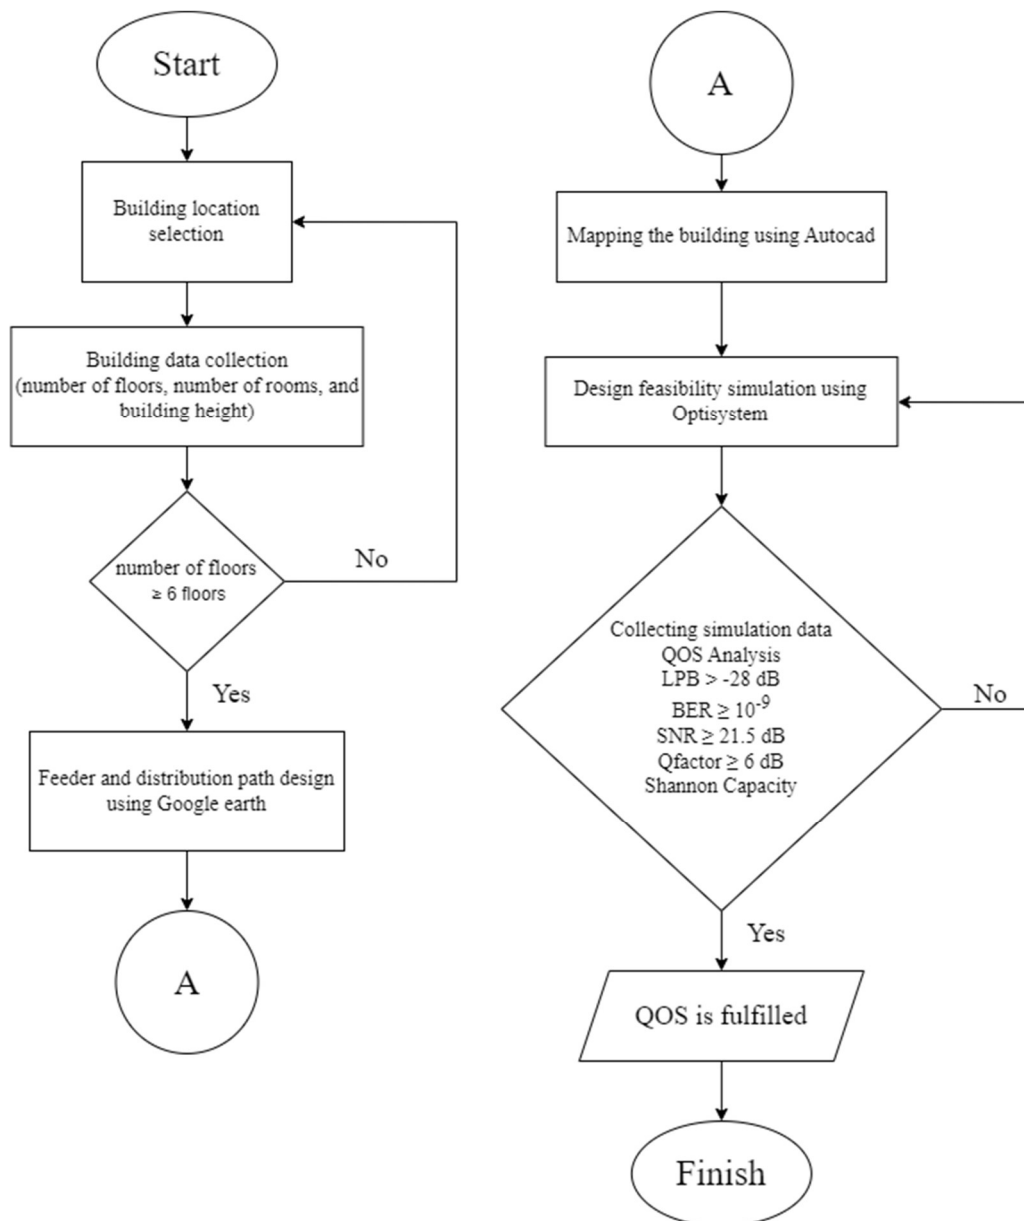 Start
Building location
selection
Building data collection
(number of floors, number of rooms, and
building height)
number of floors
≥ 6 floors
No
Yes
Feeder and distribution path design
using Google earth
A
A
Mapping the building using Autocad
Design feasibility simulation using
Optisystem
Collecting simulation data
QOS Analysis
LPB > -28 dB
BER ≥ 10⁻⁹
SNR ≥ 21.5 dB
Qfactor ≥ 6 dB
Shannon Capacity
No
Yes
QOS is fulfilled
Finish